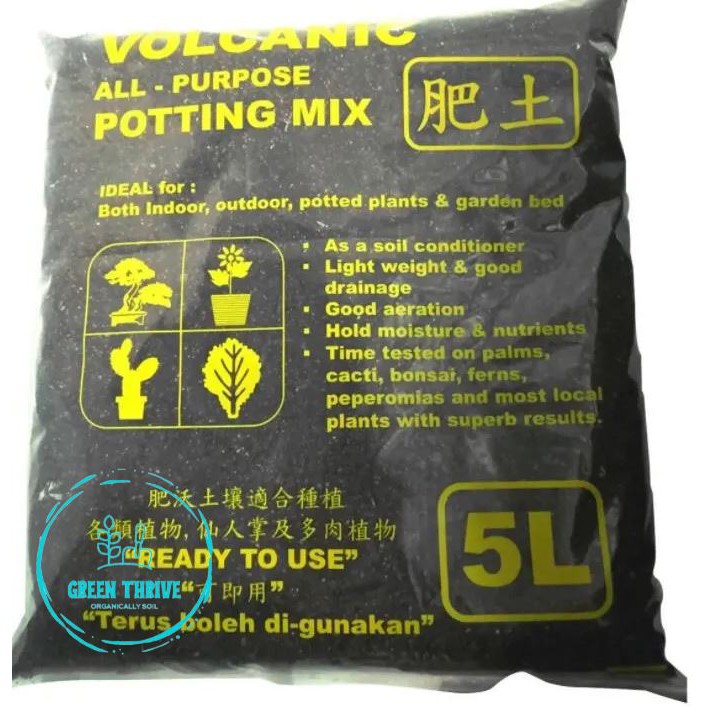 VOLCANIC
ALL - PURPOSE
POTTING MIX
肥土
IDEAL for :
Both Indoor, outdoor, potted plants & garden bed
▪ As a soil conditioner
▪ Light weight & good
drainage
▪ Good aeration
▪ Hold moisture & nutrients
▪ Time tested on palms,
cacti, bonsai, ferns,
peperomias and most local
plants with superb results.
肥沃土壤適合種植
各類植物,仙人掌及多肉植物
“READY TO USE”
“可即用”
“Terus boleh di-gunakan”
5L
GREEN THRIVE
ORGANICALLY SOIL